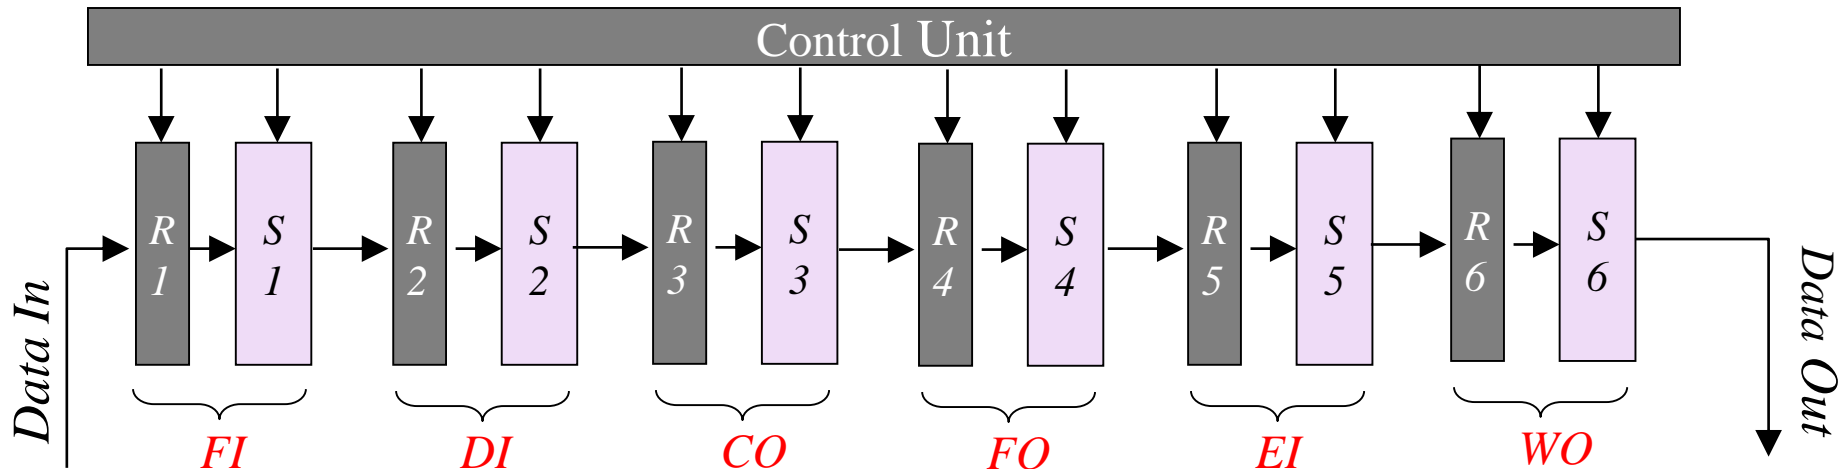 Control Unit
R
1
S
1
R
2
S
2
R
3
S
3
R
4
S
4
R
5
S
5
R
6
S
6
Data In
Data Out
FI
DI
CO
FO
EI
WO